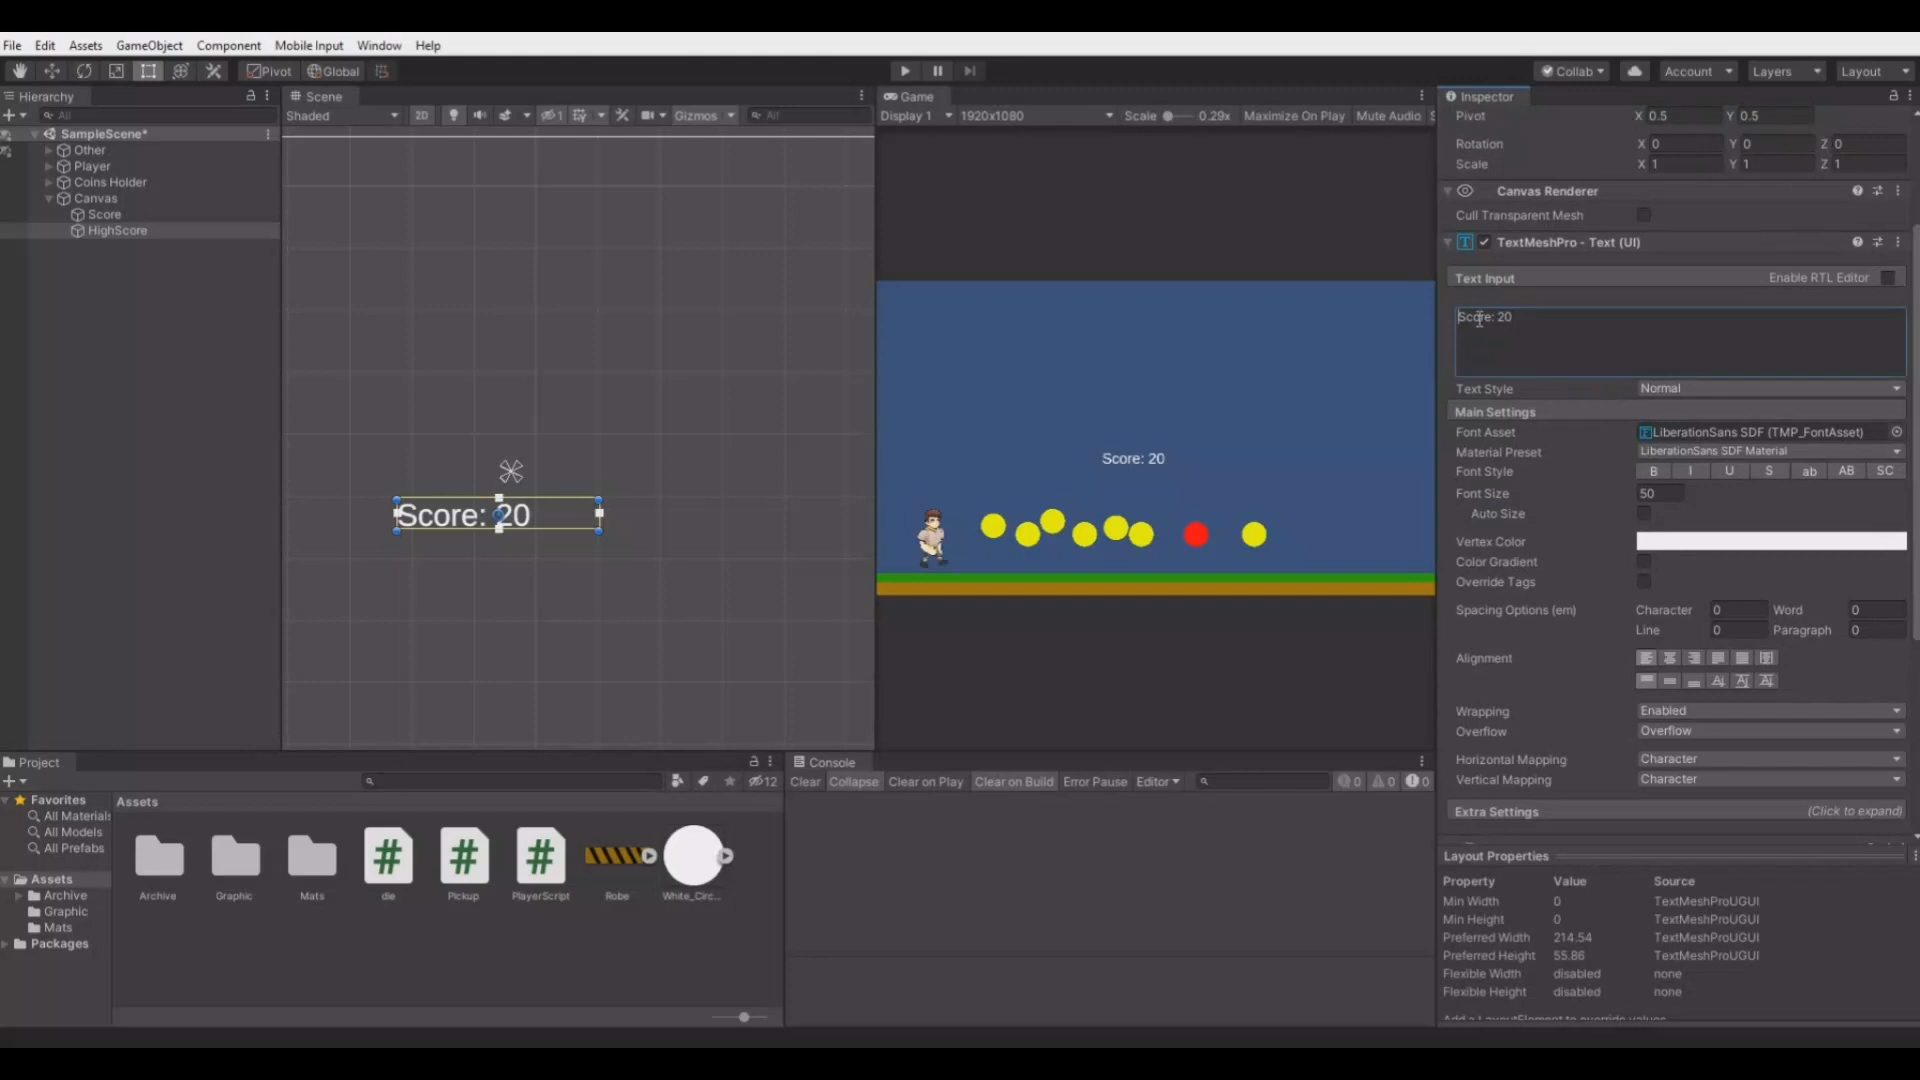 File Edit Assets GameObject Component Mobile Input Window Help
Pivot Global Collab Account Layers Layout
Hierarchy
All
SampleScene*
Other
Player
Coins Holder
Canvas
Score
HighScore
Scene
Shaded 2D 1 Gizmos All
Score: 20
Game
Display 1 1920x1080 Scale 0.29x Maximize On Play Mute Audio S
Score: 20
Inspector
Pivot X 0.5 Y 0.5
Rotation X 0 Y 0 Z 0
Scale X 1 Y 1 Z 1
Canvas Renderer
Cull Transparent Mesh
TextMeshPro - Text (UI)
Text Input Enable RTL Editor
Score: 20
Text Style Normal
Main Settings
Font Asset LiberationSans SDF (TMP_FontAsset)
Material Preset LiberationSans SDF Material
Font Style B I U S ab AB SC
Font Size 50
Auto Size
Vertex Color
Color Gradient
Override Tags
Spacing Options (em) Character 0 Word 0
Line 0 Paragraph 0
Alignment
Wrapping Enabled
Overflow Overflow
Horizontal Mapping Character
Vertical Mapping Character
Extra Settings (Click to expand)
Layout Properties
Property Value Source
Min Width 0 TextMeshProUGUI
Min Height 0 TextMeshProUGUI
Preferred Width 214.54 TextMeshProUGUI
Preferred Height 55.86 TextMeshProUGUI
Flexible Width disabled none
Flexible Height disabled none
Add a LayoutElement to override values
Project
12
Favorites
All Materials
All Models
All Prefabs
Assets
Archive
Graphic
Mats
Packages
Assets
Archive Graphic Mats die Pickup PlayerScript Robe White_Circ...
Console
Clear Collapse Clear on Play Clear on Build Error Pause Editor 0 0 0